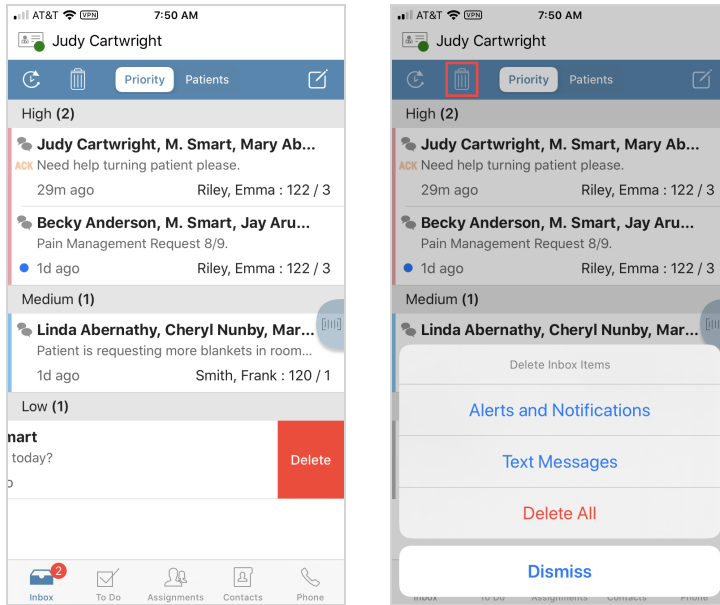 AT&T VPN 7:50 AM
Judy Cartwright
Priority Patients
High (2)
Judy Cartwright, M. Smart, Mary Ab...
ACK Need help turning patient please.
29m ago Riley, Emma : 122 / 3
Becky Anderson, M. Smart, Jay Aru...
Pain Management Request 8/9.
1d ago Riley, Emma : 122 / 3
Medium (1)
Linda Abernathy, Cheryl Nunby, Mar...
Patient is requesting more blankets in room...
1d ago Smith, Frank : 120 / 1
Low (1)
mart
today?
Delete
2
Inbox To Do Assignments Contacts Phone
AT&T VPN 7:50 AM
Judy Cartwright
Priority Patients
High (2)
Judy Cartwright, M. Smart, Mary Ab...
ACK Need help turning patient please.
29m ago Riley, Emma : 122 / 3
Becky Anderson, M. Smart, Jay Aru...
Pain Management Request 8/9.
1d ago Riley, Emma : 122 / 3
Medium (1)
Linda Abernathy, Cheryl Nunby, Mar...
Delete Inbox Items
Alerts and Notifications
Text Messages
Delete All
Dismiss
Inbox To Do Assignments Contacts Phone